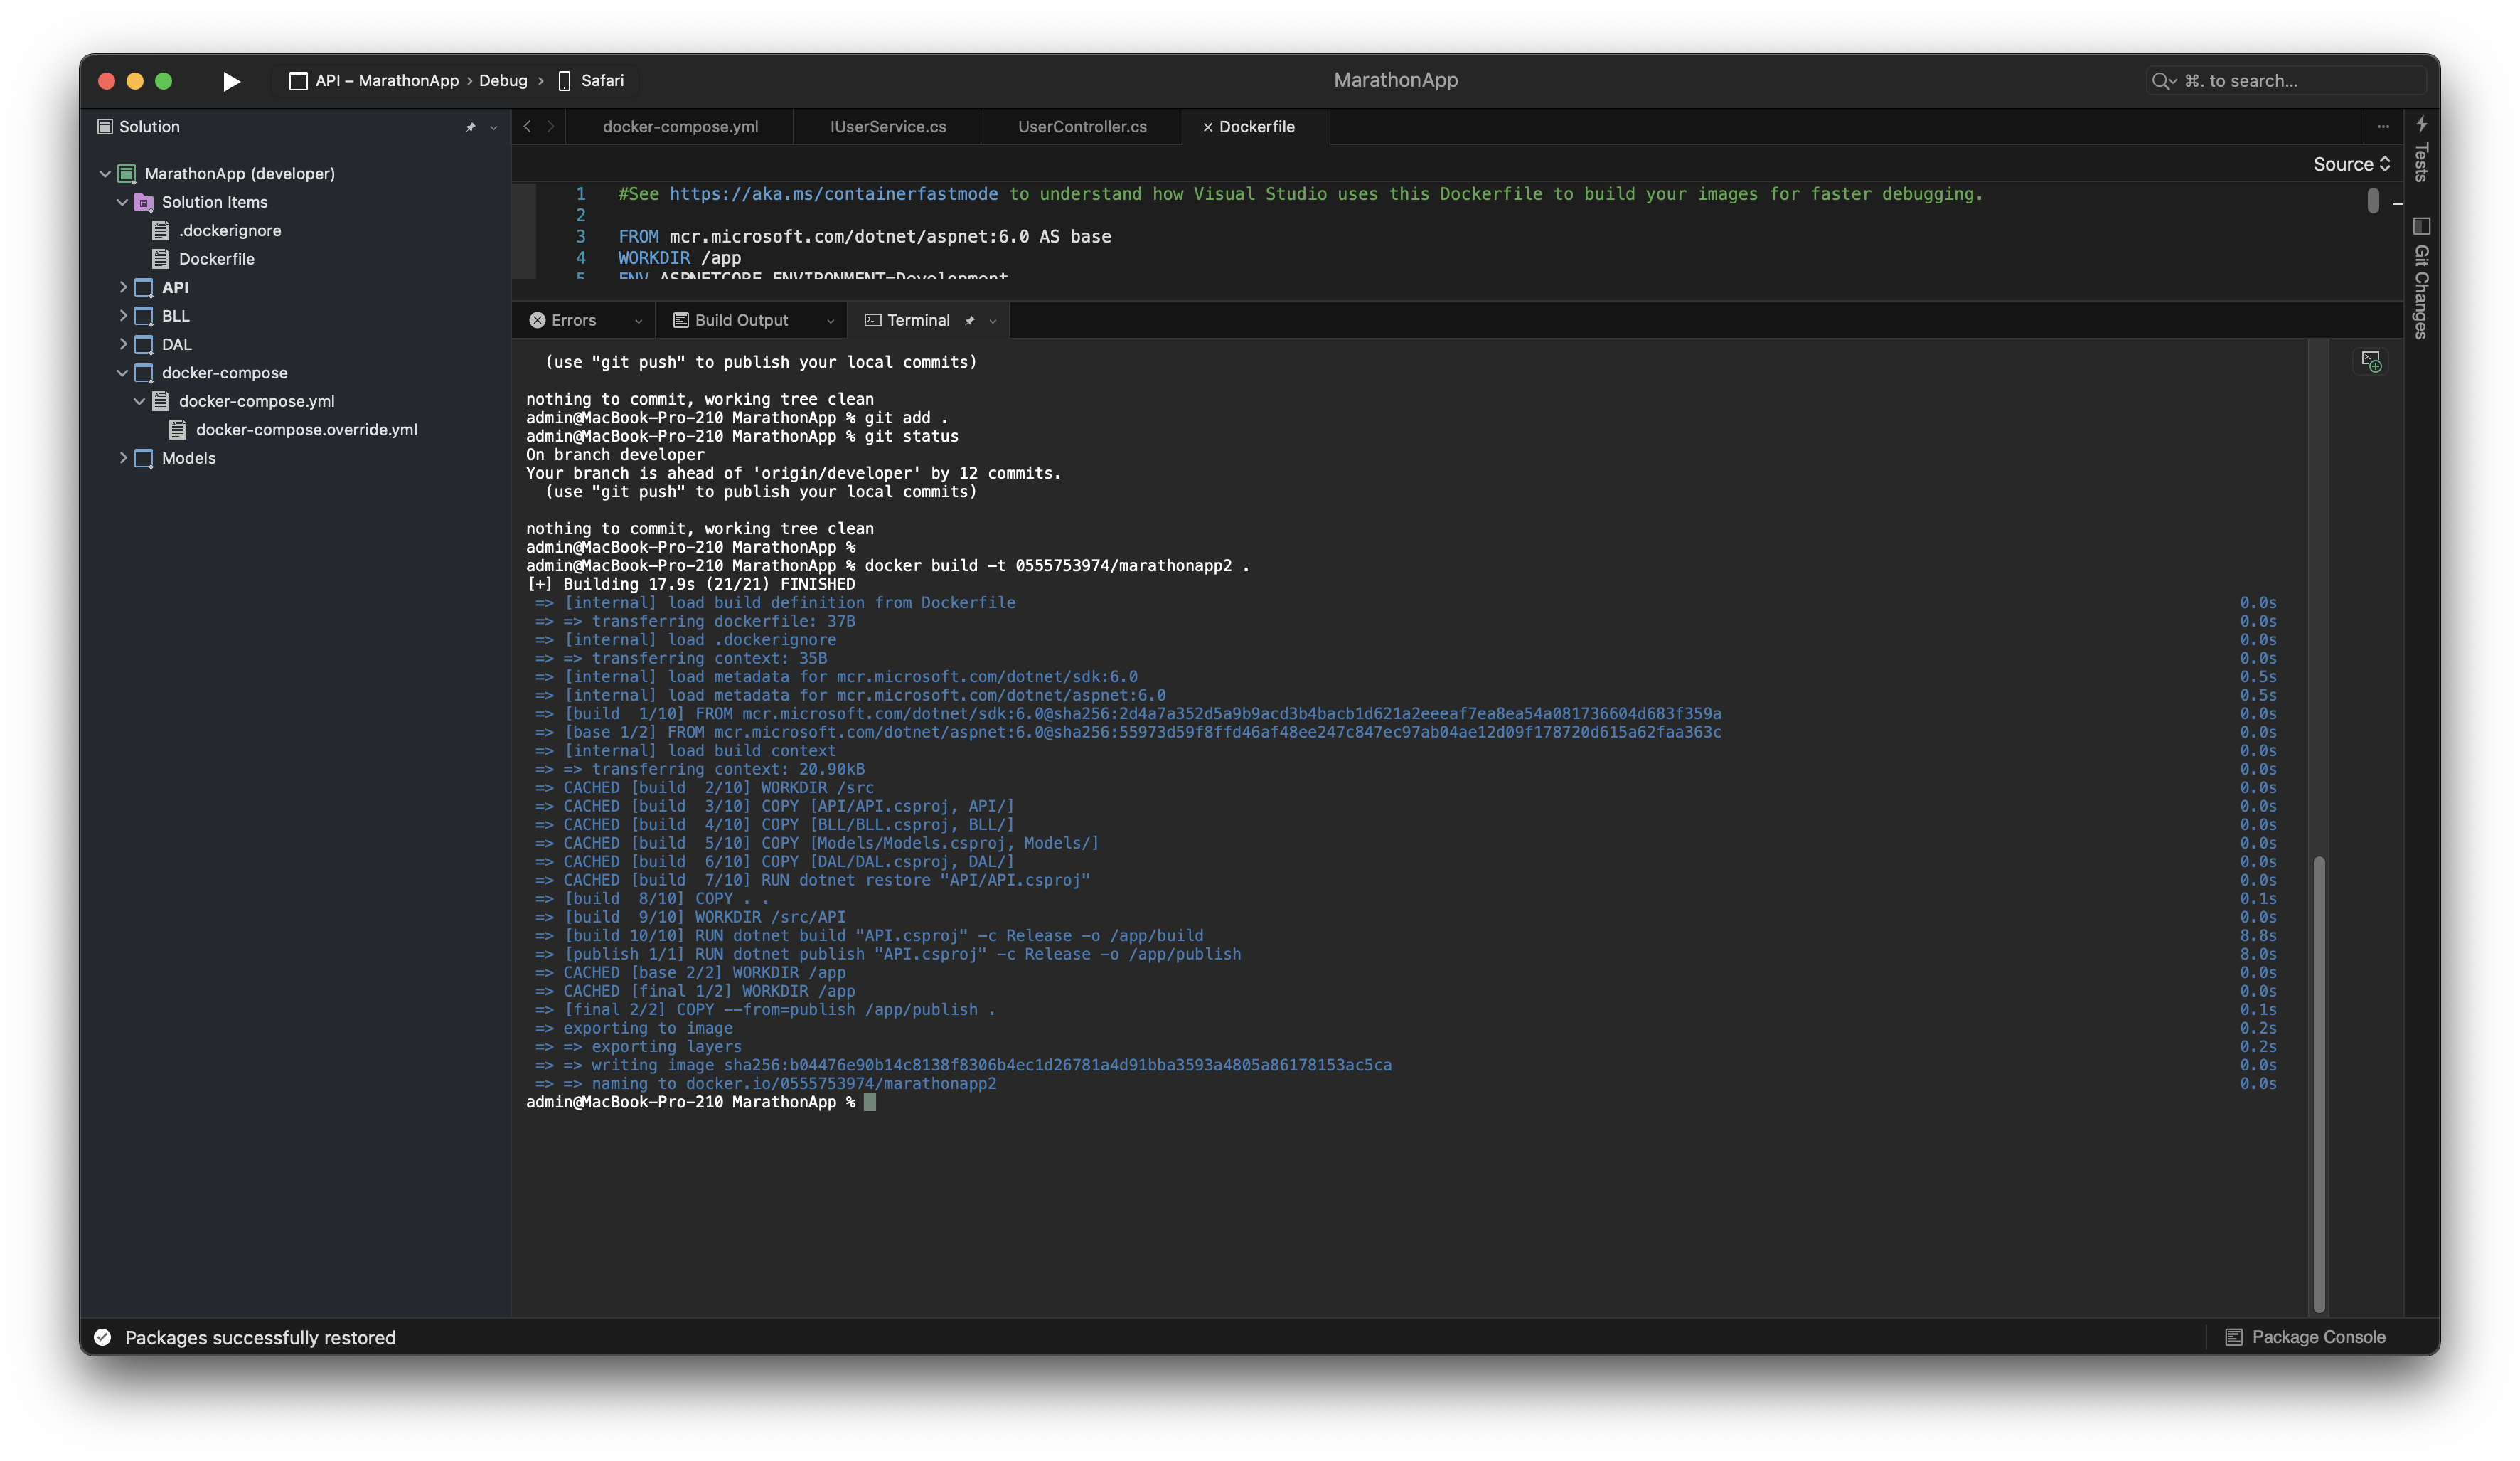 API – MarathonApp › Debug › Safari
MarathonApp
⌘. to search...
Solution
MarathonApp (developer)
Solution Items
.dockerignore
Dockerfile
API
BLL
DAL
docker-compose
docker-compose.yml
docker-compose.override.yml
Models
docker-compose.yml
IUserService.cs
UserController.cs
× Dockerfile
Source
1 #See https://aka.ms/containerfastmode to understand how Visual Studio uses this Dockerfile to build your images for faster debugging.
2
3 FROM mcr.microsoft.com/dotnet/aspnet:6.0 AS base
4 WORKDIR /app
5 ENV ASPNETCORE_ENVIRONMENT=Development
Tests
Git Changes
Errors
Build Output
Terminal
(use "git push" to publish your local commits)
nothing to commit, working tree clean
admin@MacBook-Pro-210 MarathonApp % git add .
admin@MacBook-Pro-210 MarathonApp % git status
On branch developer
Your branch is ahead of 'origin/developer' by 12 commits.
(use "git push" to publish your local commits)
nothing to commit, working tree clean
admin@MacBook-Pro-210 MarathonApp %
admin@MacBook-Pro-210 MarathonApp % docker build -t 0555753974/marathonapp2 .
[+] Building 17.9s (21/21) FINISHED
=> [internal] load build definition from Dockerfile 0.0s
=> => transferring dockerfile: 37B 0.0s
=> [internal] load .dockerignore 0.0s
=> => transferring context: 35B 0.0s
=> [internal] load metadata for mcr.microsoft.com/dotnet/sdk:6.0 0.5s
=> [internal] load metadata for mcr.microsoft.com/dotnet/aspnet:6.0 0.5s
=> [build  1/10] FROM mcr.microsoft.com/dotnet/sdk:6.0@sha256:2d4a7a352d5a9b9acd3b4bacb1d621a2eeeaf7ea8ea54a081736604d683f359a 0.0s
=> [base 1/2] FROM mcr.microsoft.com/dotnet/aspnet:6.0@sha256:55973d59f8ffd46af48ee247c847ec97ab04ae12d09f178720d615a62faa363c 0.0s
=> [internal] load build context 0.0s
=> => transferring context: 20.90kB 0.0s
=> CACHED [build  2/10] WORKDIR /src 0.0s
=> CACHED [build  3/10] COPY [API/API.csproj, API/] 0.0s
=> CACHED [build  4/10] COPY [BLL/BLL.csproj, BLL/] 0.0s
=> CACHED [build  5/10] COPY [Models/Models.csproj, Models/] 0.0s
=> CACHED [build  6/10] COPY [DAL/DAL.csproj, DAL/] 0.0s
=> CACHED [build  7/10] RUN dotnet restore "API/API.csproj" 0.0s
=> [build  8/10] COPY . . 0.1s
=> [build  9/10] WORKDIR /src/API 0.0s
=> [build 10/10] RUN dotnet build "API.csproj" -c Release -o /app/build 8.8s
=> [publish 1/1] RUN dotnet publish "API.csproj" -c Release -o /app/publish 8.0s
=> CACHED [base 2/2] WORKDIR /app 0.0s
=> CACHED [final 1/2] WORKDIR /app 0.0s
=> [final 2/2] COPY --from=publish /app/publish . 0.1s
=> exporting to image 0.2s
=> => exporting layers 0.2s
=> => writing image sha256:b04476e90b14c8138f8306b4ec1d26781a4d91bba3593a4805a86178153ac5ca 0.0s
=> => naming to docker.io/0555753974/marathonapp2 0.0s
admin@MacBook-Pro-210 MarathonApp %
Packages successfully restored
Package Console